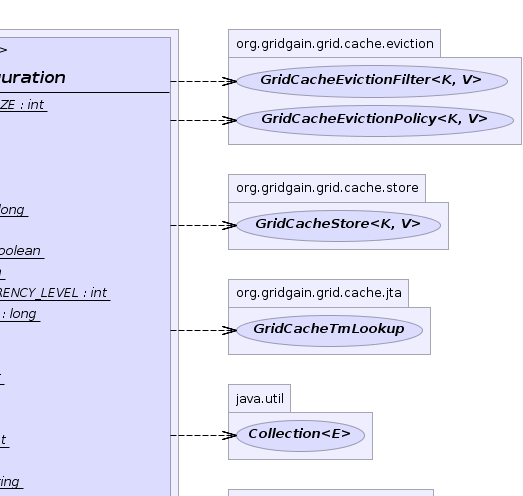 >
uration
ZE : int
long
oolean
RENCY_LEVEL : int
: long
t
ring
org.gridgain.grid.cache.eviction
GridCacheEvictionFilter<K, V>
GridCacheEvictionPolicy<K, V>
org.gridgain.grid.cache.store
GridCacheStore<K, V>
org.gridgain.grid.cache.jta
GridCacheTmLookup
java.util
Collection<E>